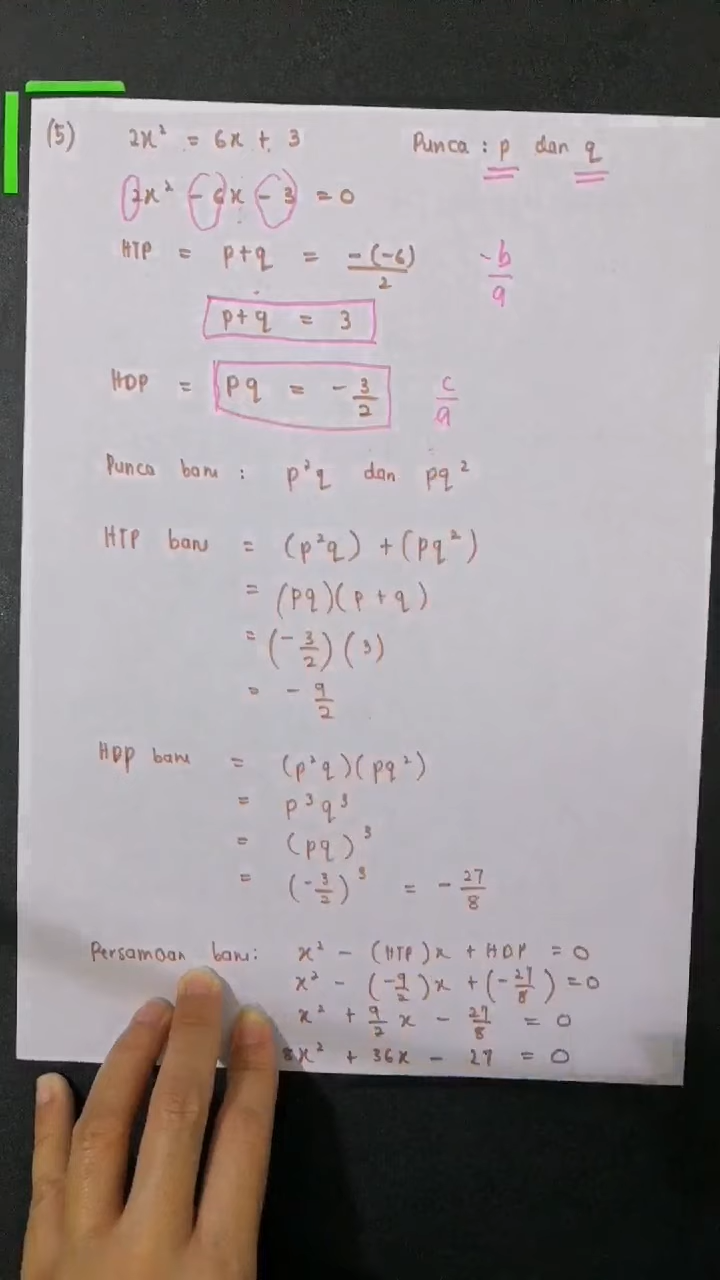 (5) 2x² = 6x + 3 Punca : p dan q
2x² - 6x - 3 = 0
HTP = p+q = -(-6)/2 -b/a
p+q = 3
HDP = pq = -3/2 c/a
Punca baru : p²q dan pq²
HTP baru = (p²q) + (pq²)
= (pq)(p + q)
= (-3/2)(3)
= -9/2
HDP baru = (p²q)(pq²)
= p³q³
= (pq)³
= (-3/2)³ = -27/8
Persamaan baru: x² - (HTP)x + HDP = 0
x² - (-9/2)x + (-27/8) = 0
x² + 9/2 x - 27/8 = 0
8x² + 36x - 27 = 0